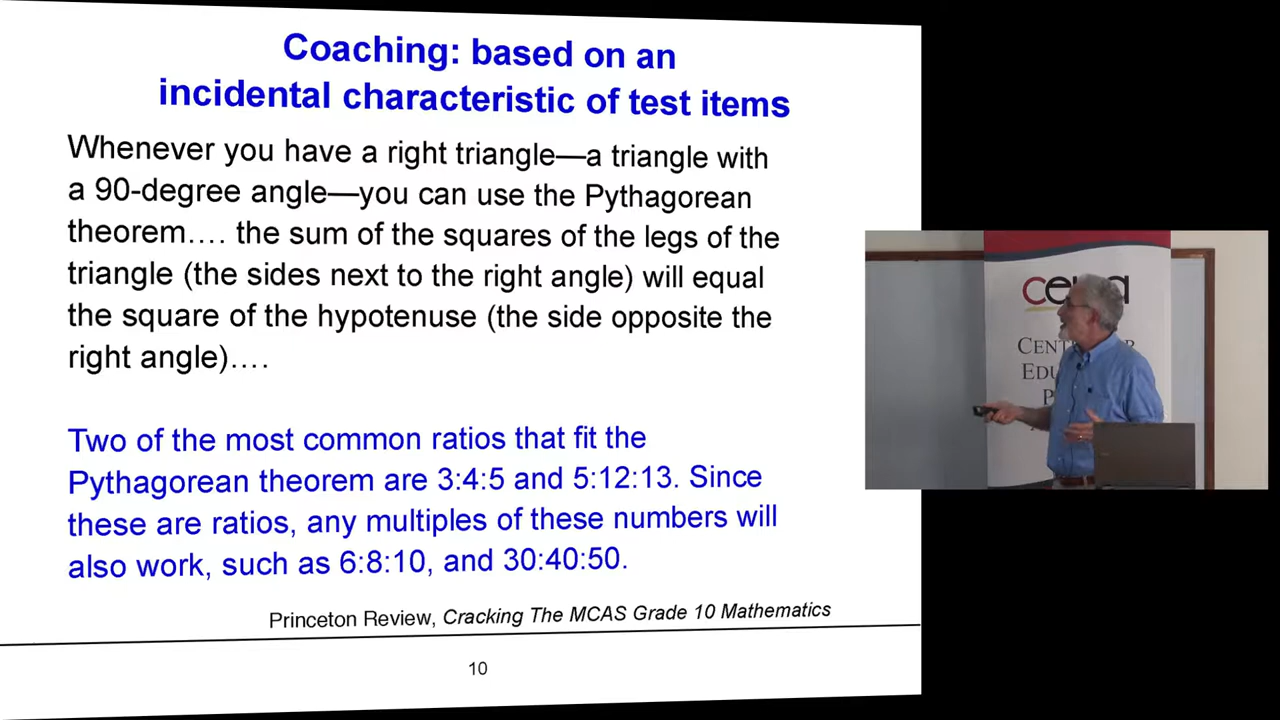 Coaching: based on an
incidental characteristic of test items
Whenever you have a right triangle—a triangle with
a 90-degree angle—you can use the Pythagorean
theorem…. the sum of the squares of the legs of the
triangle (the sides next to the right angle) will equal
the square of the hypotenuse (the side opposite the
right angle)….
Two of the most common ratios that fit the
Pythagorean theorem are 3:4:5 and 5:12:13. Since
these are ratios, any multiples of these numbers will
also work, such as 6:8:10, and 30:40:50.
Princeton Review, Cracking The MCAS Grade 10 Mathematics
10